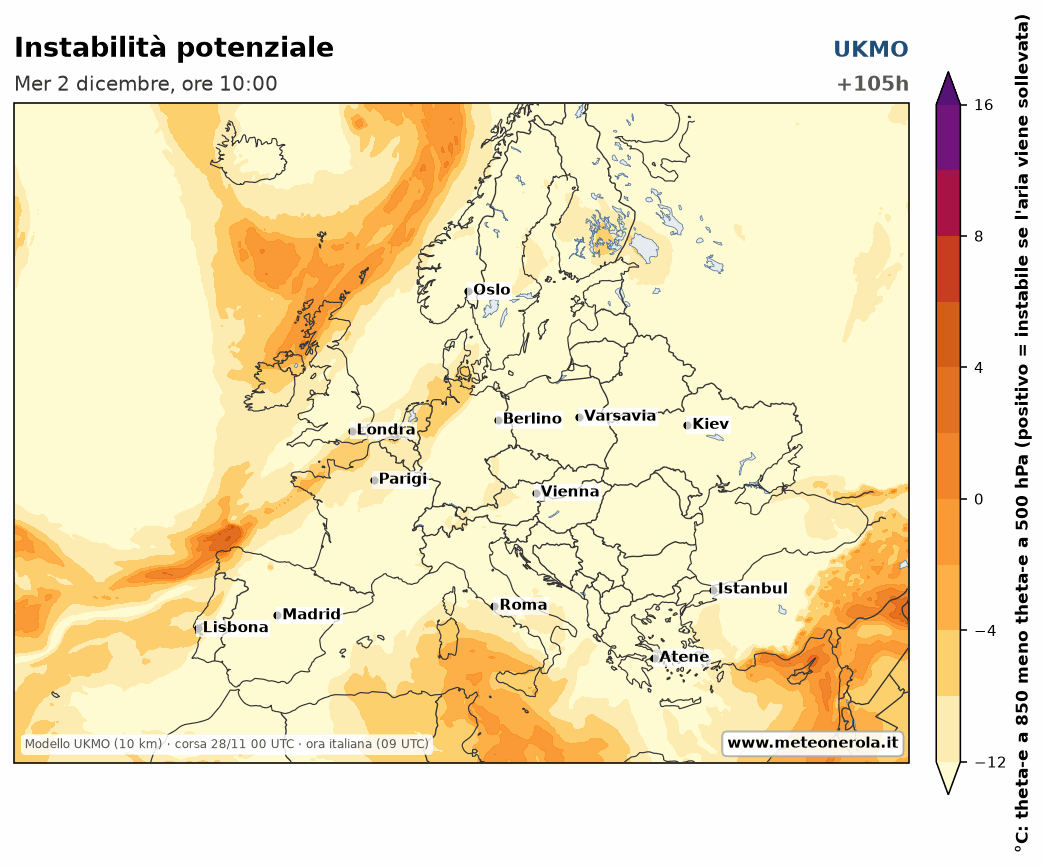 Instabilità potenziale
UKMO
Mer 2 dicembre, ore 10:00
+105h
Oslo
Londra
Berlino
Varsavia
Kiev
Parigi
Vienna
Istanbul
Roma
Madrid
Lisbona
Atene
Modello UKMO (10 km) · corsa 28/11 00 UTC · ora italiana (09 UTC)
www.meteonerola.it
16
8
4
0
−4
−12
°C: theta-e a 850 meno theta-e a 500 hPa (positivo = instabile se l'aria viene sollevata)